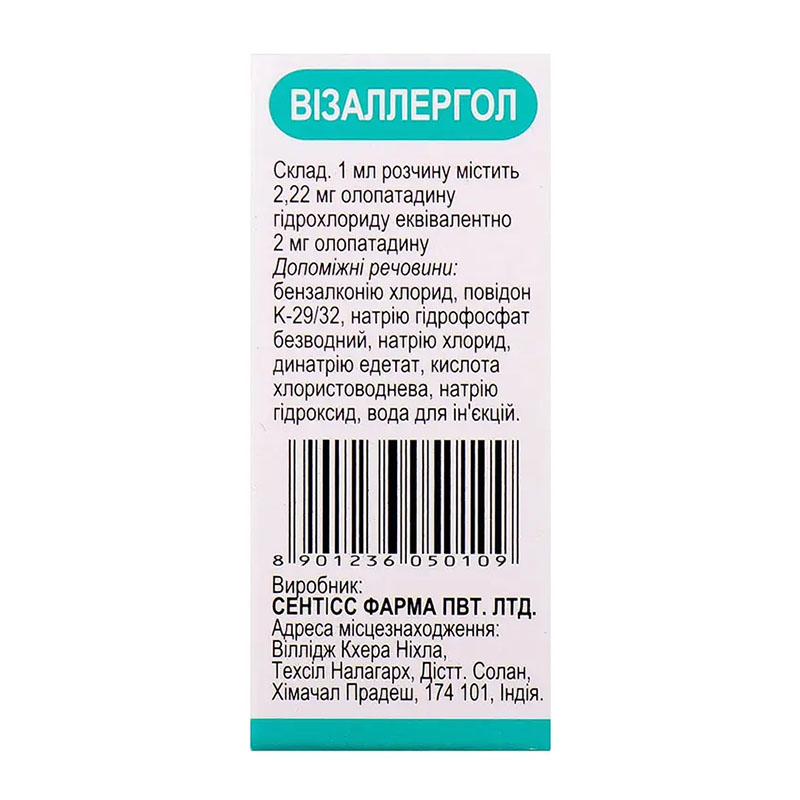 ВІЗАЛЛЕРГОЛ
Склад. 1 мл розчину містить
2,22 мг олопатадину
гідрохлориду еквівалентно
2 мг олопатадину
Допоміжні речовини:
бензалконію хлорид, повідон
К-29/32, натрію гідрофосфат
безводний, натрію хлорид,
динатрію едетат, кислота
хлористоводнева, натрію
гідроксид, вода для ін'єкцій.
8 901236 050109
Виробник:
СЕНТІСС ФАРМА ПВТ. ЛТД.
Адреса місцезнаходження:
Віллідж Кхера Ніхла,
Техсіл Налагарх, Дістт. Солан,
Хімачал Прадеш, 174 101, Індія.